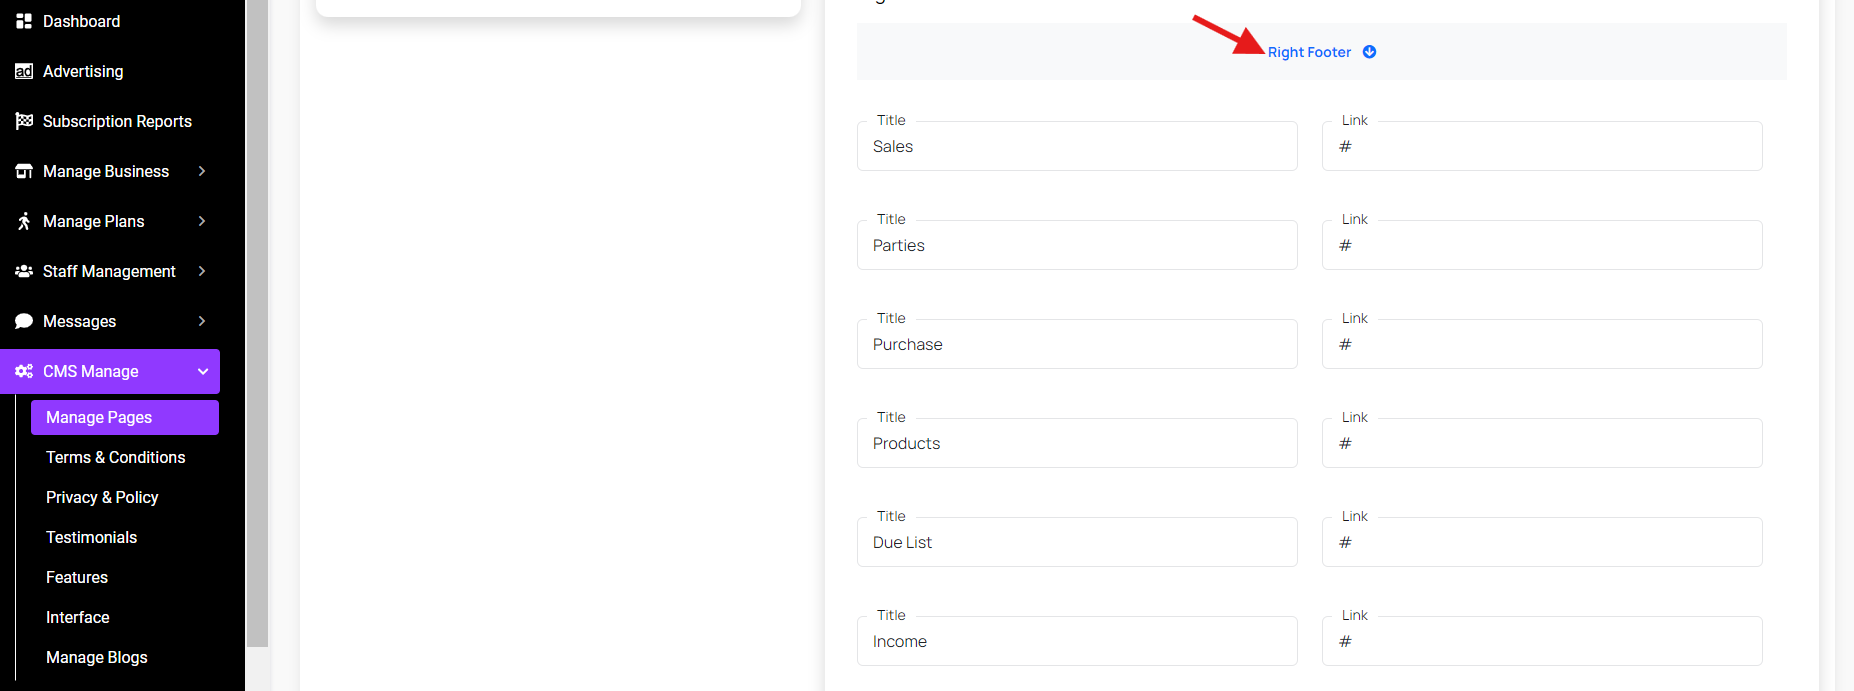 Dashboard
Advertising
Subscription Reports
Manage Business
Manage Plans
Staff Management
Messages
CMS Manage
Manage Pages
Terms & Conditions
Privacy & Policy
Testimonials
Features
Interface
Manage Blogs
Right Footer
Title
Sales
Link
#
Title
Parties
Link
#
Title
Purchase
Link
#
Title
Products
Link
#
Title
Due List
Link
#
Title
Income
Link
#